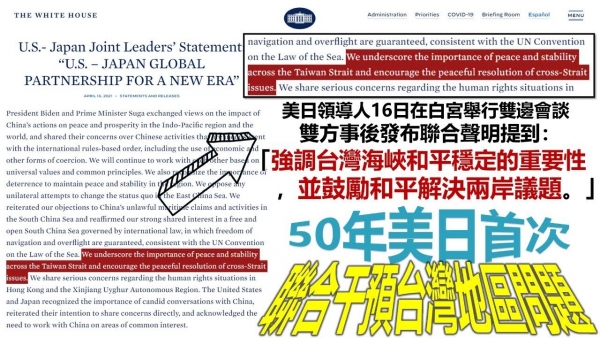 THE WHITE HOUSE
Administration Priorities COVID-19 Briefing Room Español MENU
U.S.- Japan Joint Leaders’ Statement:
“U.S. – JAPAN GLOBAL
PARTNERSHIP FOR A NEW ERA”
APRIL 16, 2021 • STATEMENTS AND RELEASES
President Biden and Prime Minister Suga exchanged views on the impact of
China’s actions on peace and prosperity in the Indo-Pacific region and the
world, and shared their concerns over Chinese activities
with the international rules-based order, including the use of economic and
other forms of coercion. We will continue to work with each other based on
universal values and common principles. We also recognize the importance of
deterrence to maintain peace and stability in the region. We oppose any
unilateral attempts to change the status quo in the East China Sea. We
reiterated our objections to China’s unlawful maritime claims and activities in
the South China Sea and reaffirmed our strong shared interest in a free and
open South China Sea governed by international law, in which freedom of
navigation and overflight are guaranteed, consistent with the UN Convention
on the Law of the Sea. We underscore the importance of peace and stability
across the Taiwan Strait and encourage the peaceful resolution of cross-Strait
issues. We share serious concerns regarding the human rights situations in
Hong Kong and the Xinjiang Uyghur Autonomous Region. The United States
and Japan recognized the importance of candid conversations with China,
reiterated their intention to share concerns directly, and acknowledged the
need to work with China on areas of common interest.
navigation and overflight are guaranteed, consistent with the UN Convention
on the Law of the Sea. We underscore the importance of peace and stability
across the Taiwan Strait and encourage the peaceful resolution of cross-Strait
issues. We share serious concerns regarding the human rights situations in
美日領導人16日在白宮舉行雙邊會談
雙方事後發布聯合聲明提到：
「強調台灣海峽和平穩定的重要性
，並鼓勵和平解決兩岸議題。」
50年美日首次
聯合干預台灣地區問題